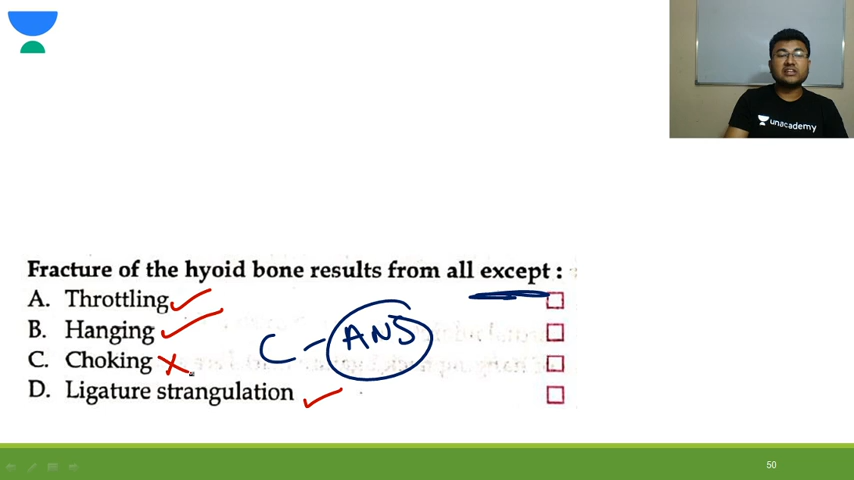 unacademy
Fracture of the hyoid bone results from all except :
A. Throttling
B. Hanging
C - ANS
C. Choking
D. Ligature strangulation
50